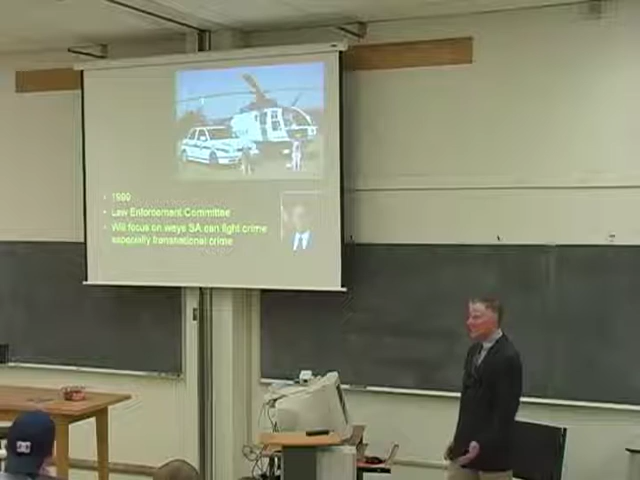 • 1999
• Law Enforcement Committee
• Will focus on ways SA can fight crime
especially transnational crime